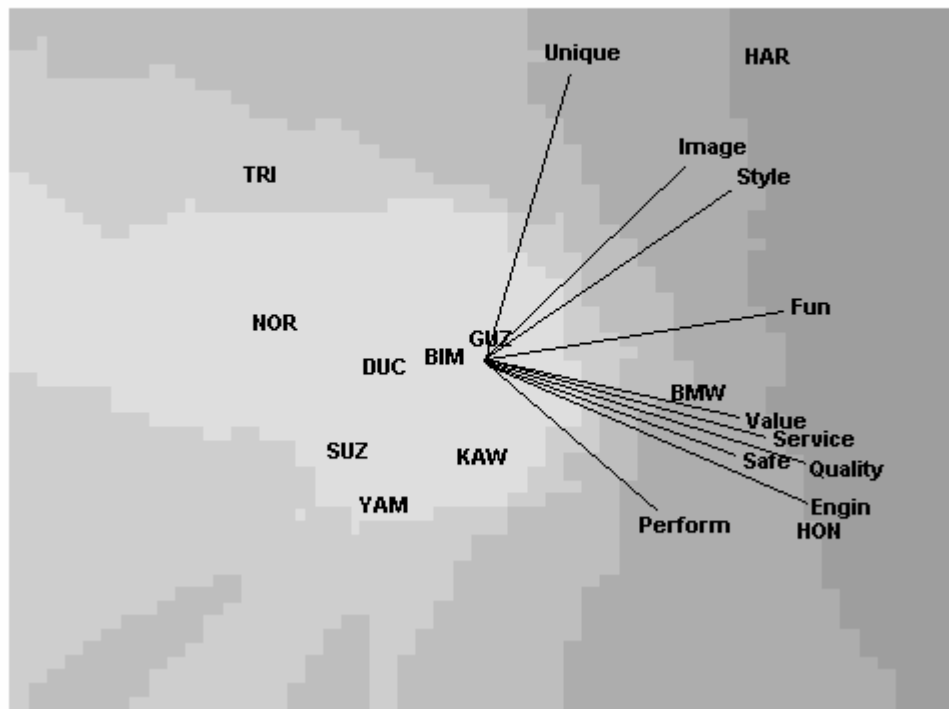 Unique
HAR
Image
TRI
Style
Fun
NOR
GUZ
BIM
DUC
BMW
Value
Service
SUZ
KAW
Safe
Quality
YAM
Engin
Perform
HON